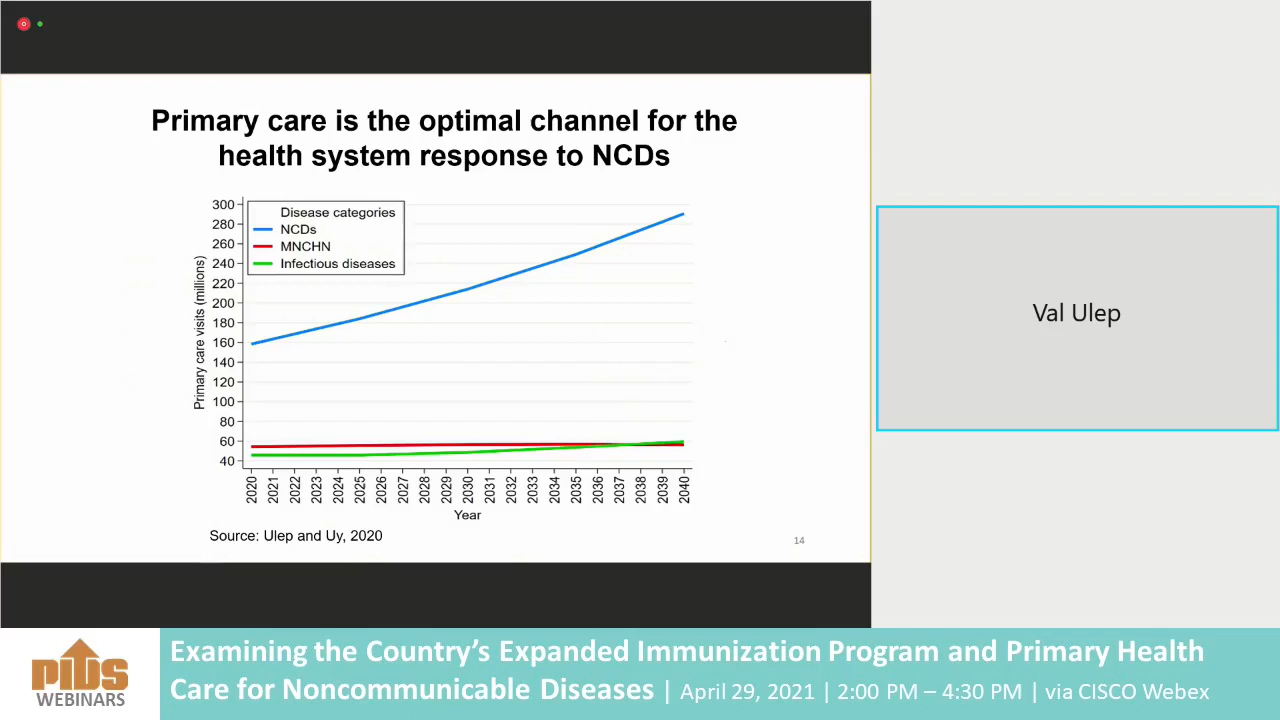 Primary care is the optimal channel for the
health system response to NCDs
Disease categories
NCDs
MNCHN
Infectious diseases
Primary care visits (millions)
300
280
260
240
220
200
180
160
140
120
100
80
60
40
2020 2021 2022 2023 2024 2025 2026 2027 2028 2029 2030 2031 2032 2033 2034 2035 2036 2037 2038 2039 2040
Year
Source: Ulep and Uy, 2020
14
Val Ulep
PIDS
WEBINARS
Examining the Country's Expanded Immunization Program and Primary Health
Care for Noncommunicable Diseases | April 29, 2021 | 2:00 PM – 4:30 PM | via CISCO Webex